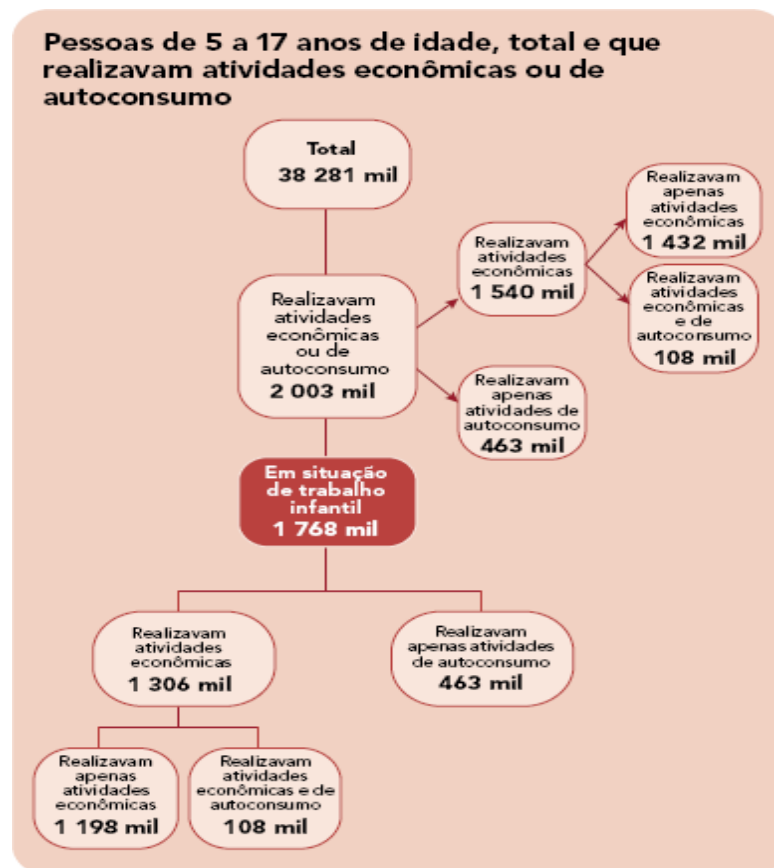 Pessoas de 5 a 17 anos de idade, total e que
realizavam atividades econômicas ou de
autoconsumo
Total
38 281 mil
Realizavam
atividades
econômicas
ou de
autoconsumo
2 003 mil
Realizavam
atividades
econômicas
1 540 mil
Realizavam
apenas
atividades
econômicas
1 432 mil
Realizavam
atividades
econômicas
e de
autoconsumo
108 mil
Realizavam
apenas
atividades de
autoconsumo
463 mil
Em situação
de trabalho
infantil
1 768 mil
Realizavam
atividades
econômicas
1 306 mil
Realizavam
apenas atividades
de autoconsumo
463 mil
Realizavam
apenas
atividades
econômicas
1 198 mil
Realizavam
atividades
econômicas e de
autoconsumo
108 mil